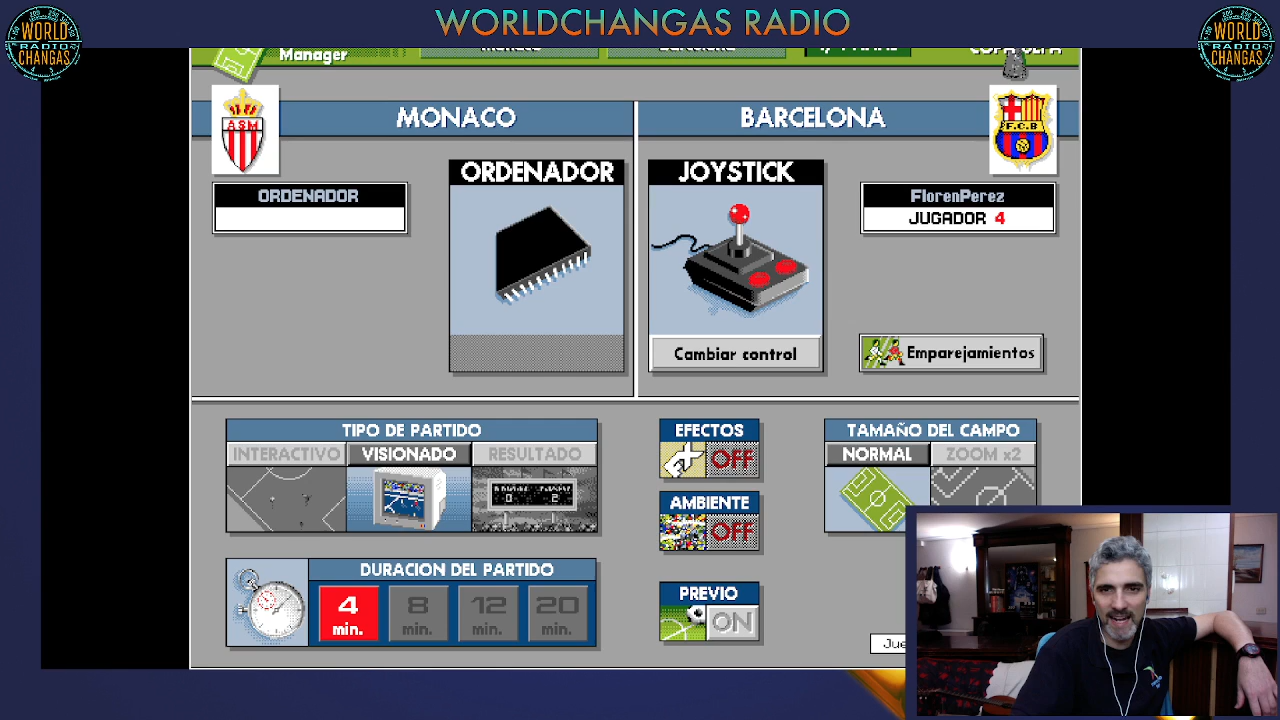 WORLDCHANGAS RADIO
WORLD
RADIO
CHANGAS
WORLD
RADIO
CHANGAS
Manager
Barcelona
COPA UEFA
MONACO
BARCELONA
ASM
F.C.B
ORDENADOR
JOYSTICK
ORDENADOR
FlorenPerez
JUGADOR 4
Cambiar control
Emparejamientos
TIPO DE PARTIDO
INTERACTIVO VISIONADO RESULTADO
0 2
EFECTOS
OFF
AMBIENTE
OFF
TAMAÑO DEL CAMPO
NORMAL ZOOM x2
DURACION DEL PARTIDO
4 8 12 20
min. min. min. min.
PREVIO
ON